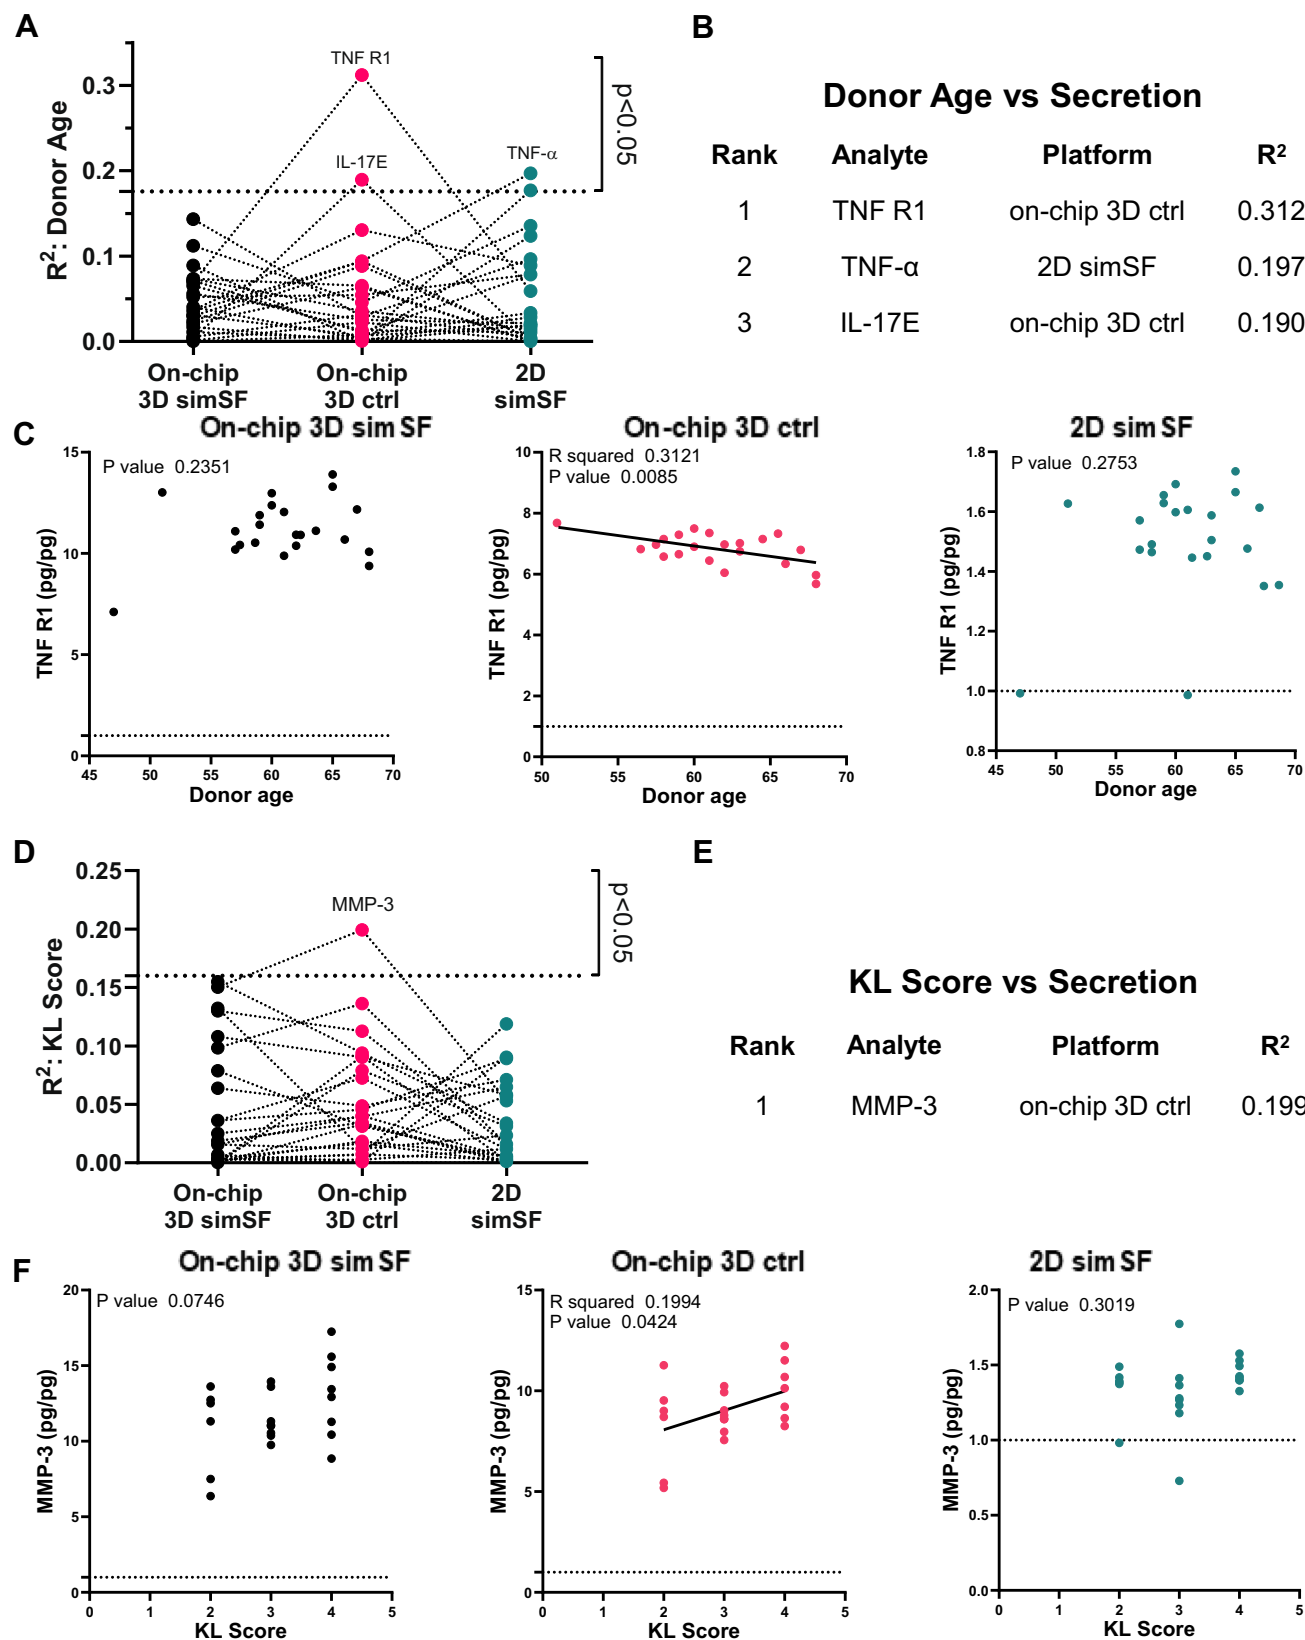 A
R²: Donor Age
0.3
0.2
0.1
0.0
TNF R1
IL-17E
TNF-α
p<0.05
On-chip 3D simSF
On-chip 3D ctrl
2D simSF
B
Donor Age vs Secretion
Rank Analyte Platform R²
1 TNF R1 on-chip 3D ctrl 0.312
2 TNF-α 2D simSF 0.197
3 IL-17E on-chip 3D ctrl 0.190
C
On-chip 3D simSF
P value 0.2351
TNF R1 (pg/pg)
15
10
5
0
45 50 55 60 65 70
Donor age
On-chip 3D ctrl
R squared 0.3121
P value 0.0085
TNF R1 (pg/pg)
10
8
6
4
2
0
50 55 60 65 70
Donor age
2D simSF
P value 0.2753
TNF R1 (pg/pg)
1.8
1.6
1.4
1.2
1.0
0.8
45 50 55 60 65 70
Donor age
D
R²: KL Score
0.25
0.20
0.15
0.10
0.05
0.00
MMP-3
p<0.05
On-chip 3D simSF
On-chip 3D ctrl
2D simSF
E
KL Score vs Secretion
Rank Analyte Platform R²
1 MMP-3 on-chip 3D ctrl 0.199
F
On-chip 3D simSF
P value 0.0746
MMP-3 (pg/pg)
20
15
10
5
0
0 1 2 3 4 5
KL Score
On-chip 3D ctrl
R squared 0.1994
P value 0.0424
MMP-3 (pg/pg)
15
10
5
0
0 1 2 3 4 5
KL Score
2D simSF
P value 0.3019
MMP-3 (pg/pg)
2.0
1.5
1.0
0.5
0.0
0 1 2 3 4 5
KL Score